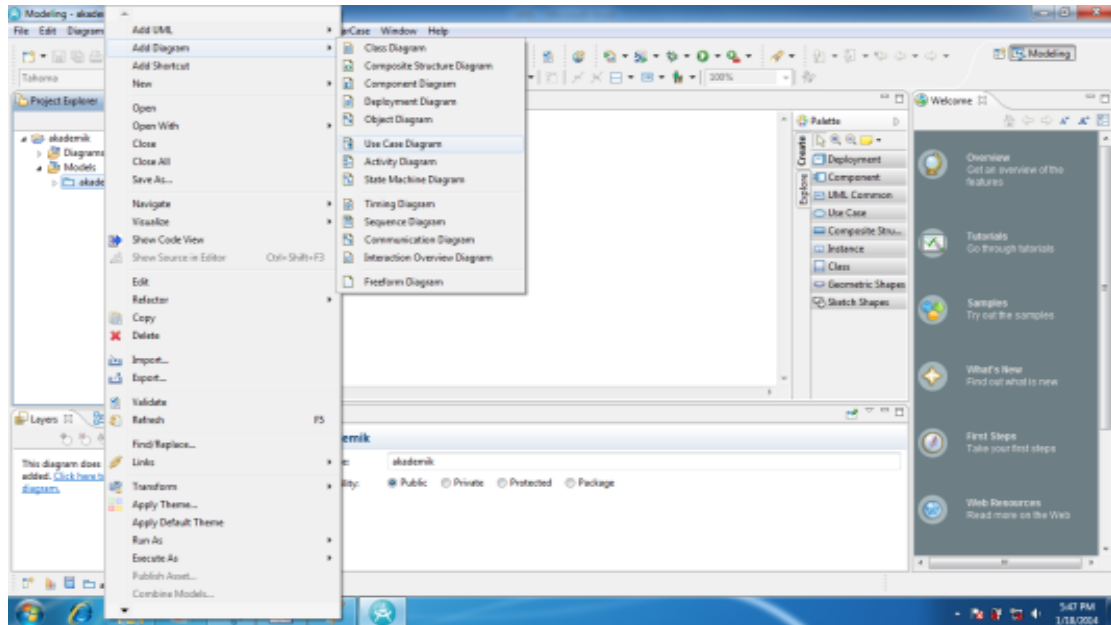 Modeling - akade
File Edit Diagram
erCase Window Help
Tahoma
200%
Modeling
Project Explorer
akademik
Diagrams
Models
akade
Add UML
Add Diagram
Add Shortcut
New
Open
Open With
Close
Close All
Save As...
Navigate
Visualize
Show Code View
Show Source in Editor Ctrl+Shift+F3
Edit
Refactor
Copy
Delete
Import...
Export...
Validate
Refresh F5
Find/Replace...
Links
Transform
Apply Theme...
Apply Default Theme
Run As
Execute As
Publish Asset...
Combine Models...
Class Diagram
Composite Structure Diagram
Component Diagram
Deployment Diagram
Object Diagram
Use Case Diagram
Activity Diagram
State Machine Diagram
Timing Diagram
Sequence Diagram
Communication Diagram
Interaction Overview Diagram
Freeform Diagram
Palette
Create
Explore
Deployment
Component
UML Common
Use Case
Composite Stru...
Instance
Class
Geometric Shapes
Sketch Shapes
Welcome
Overview
Get an overview of the
features
Tutorials
Go through tutorials
Samples
Try out the samples
What's New
Find out what is new
First Steps
Take your first steps
Web Resources
Read more on the Web
Layers
This diagram does
added. Click here to
diagram.
emik
e: akademik
ility: Public Private Protected Package
5:47 PM
1/18/2014